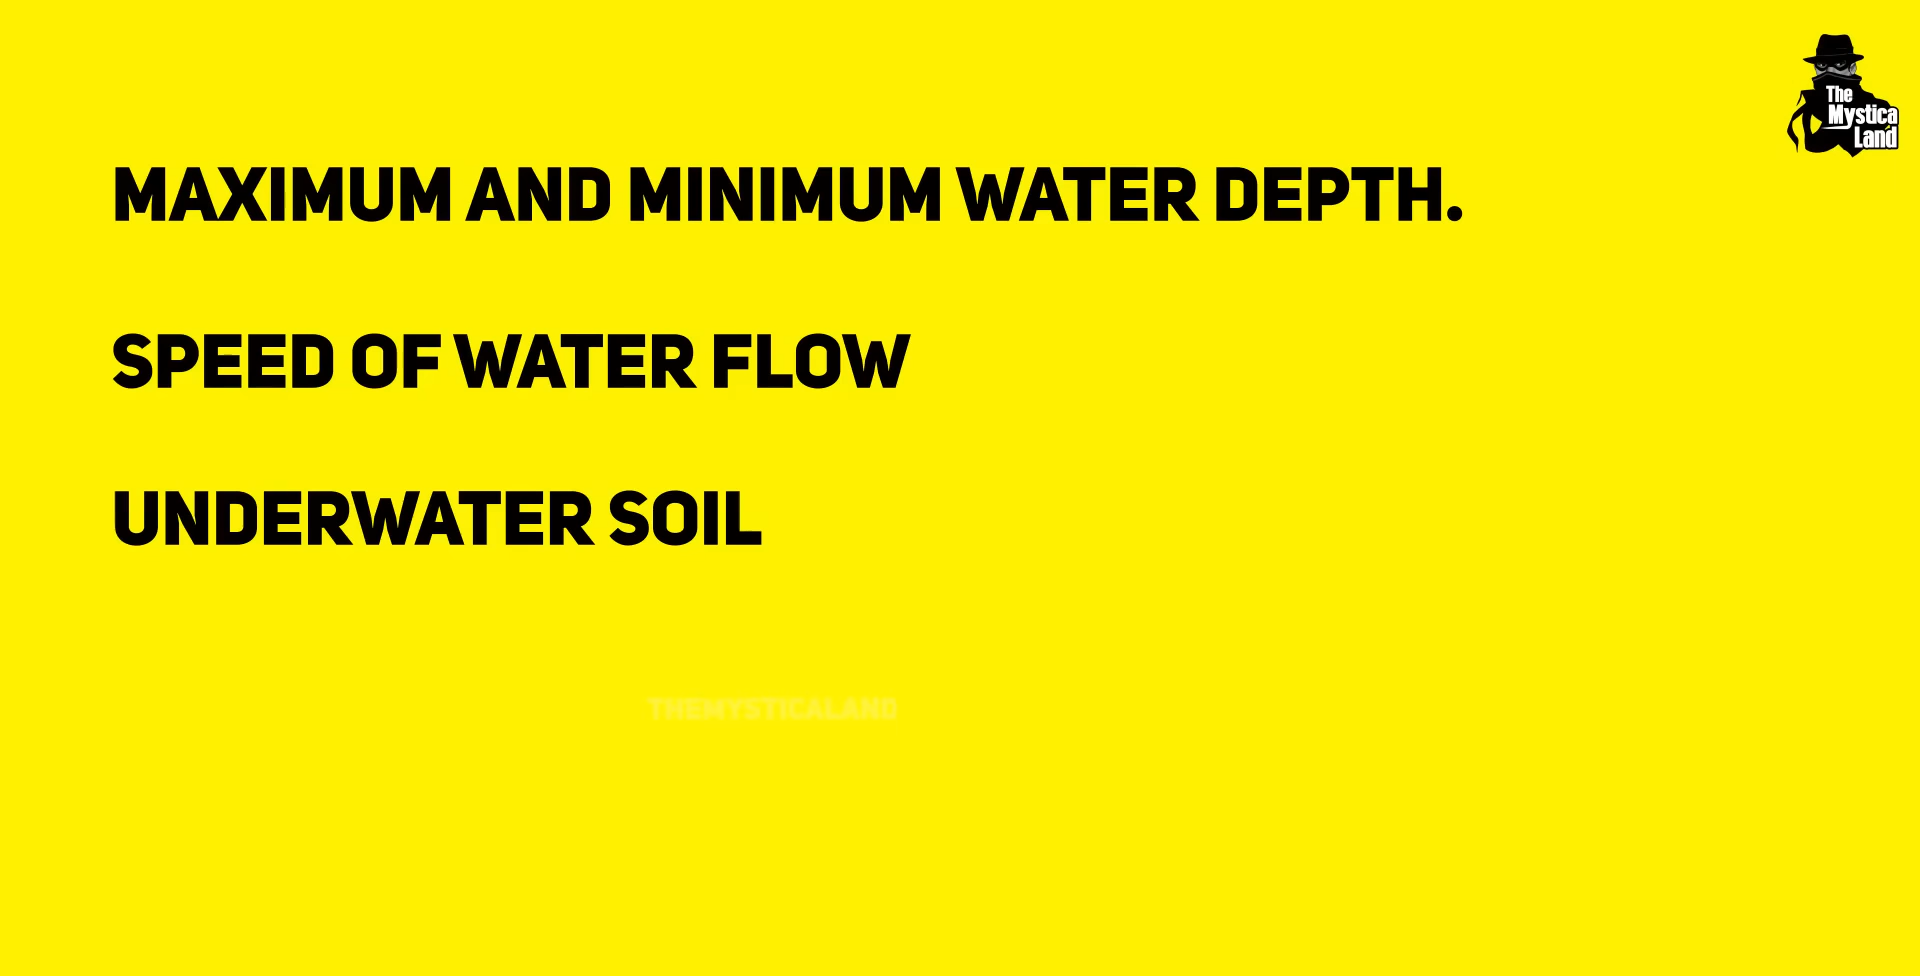 The
Mystica
Land
MAXIMUM AND MINIMUM WATER DEPTH.
SPEED OF WATER FLOW
UNDERWATER SOIL
THEMYSTICALAND